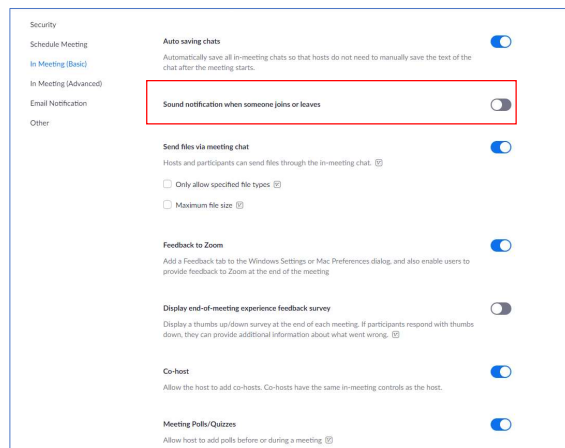 Security
Schedule Meeting
In Meeting (Basic)
In Meeting (Advanced)
Email Notification
Other
Auto saving chats
Automatically save all in-meeting chats so that hosts do not need to manually save the text of the
chat after the meeting starts.
Sound notification when someone joins or leaves
Send files via meeting chat
Hosts and participants can send files through the in-meeting chat.
Only allow specified file types
Maximum file size
Feedback to Zoom
Add a Feedback tab to the Windows Settings or Mac Preferences dialog, and also enable users to
provide feedback to Zoom at the end of the meeting
Display end-of-meeting experience feedback survey
Display a thumbs up/down survey at the end of each meeting. If participants respond with thumbs
down, they can provide additional information about what went wrong.
Co-host
Allow the host to add co-hosts. Co-hosts have the same in-meeting controls as the host.
Meeting Polls/Quizzes
Allow host to add polls before or during a meeting